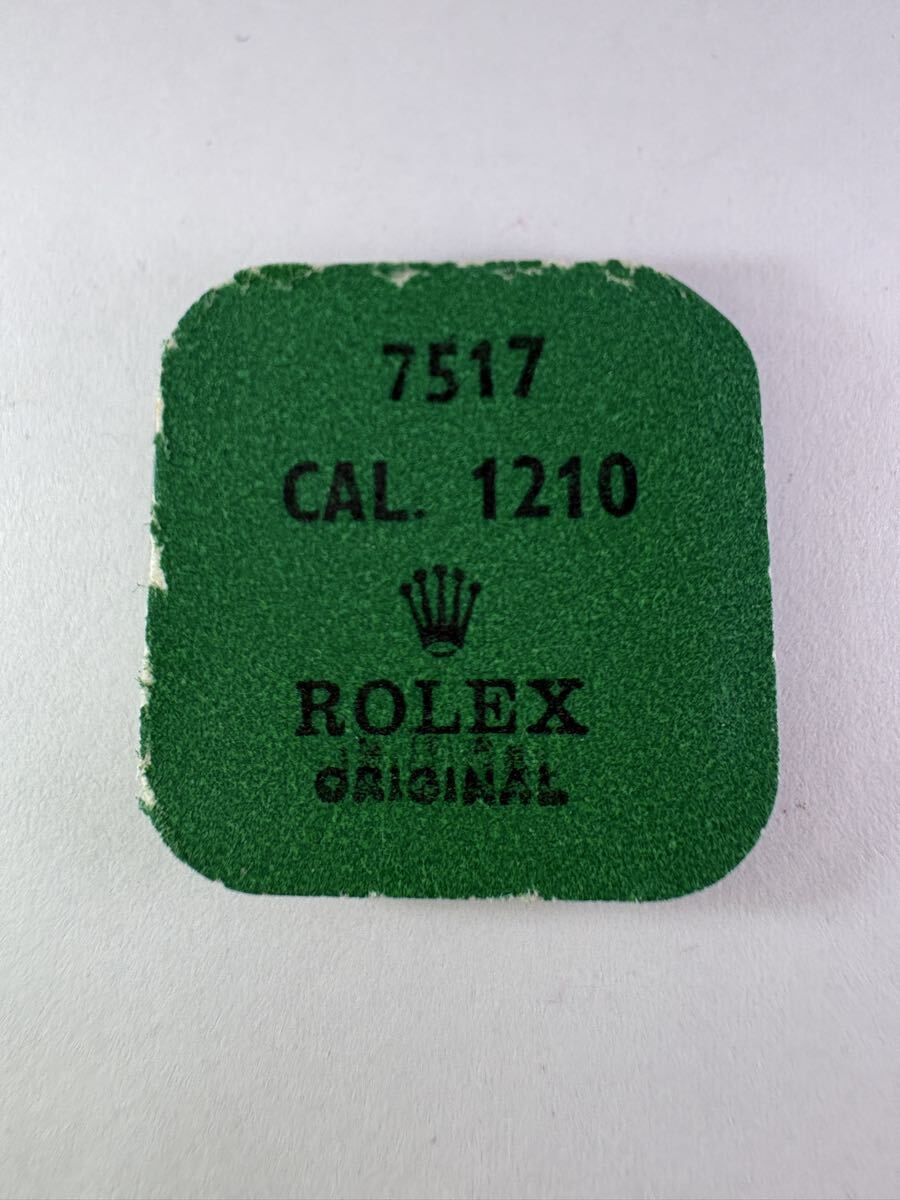 7517
CAL. 1210
ROLEX
ORIGINAL